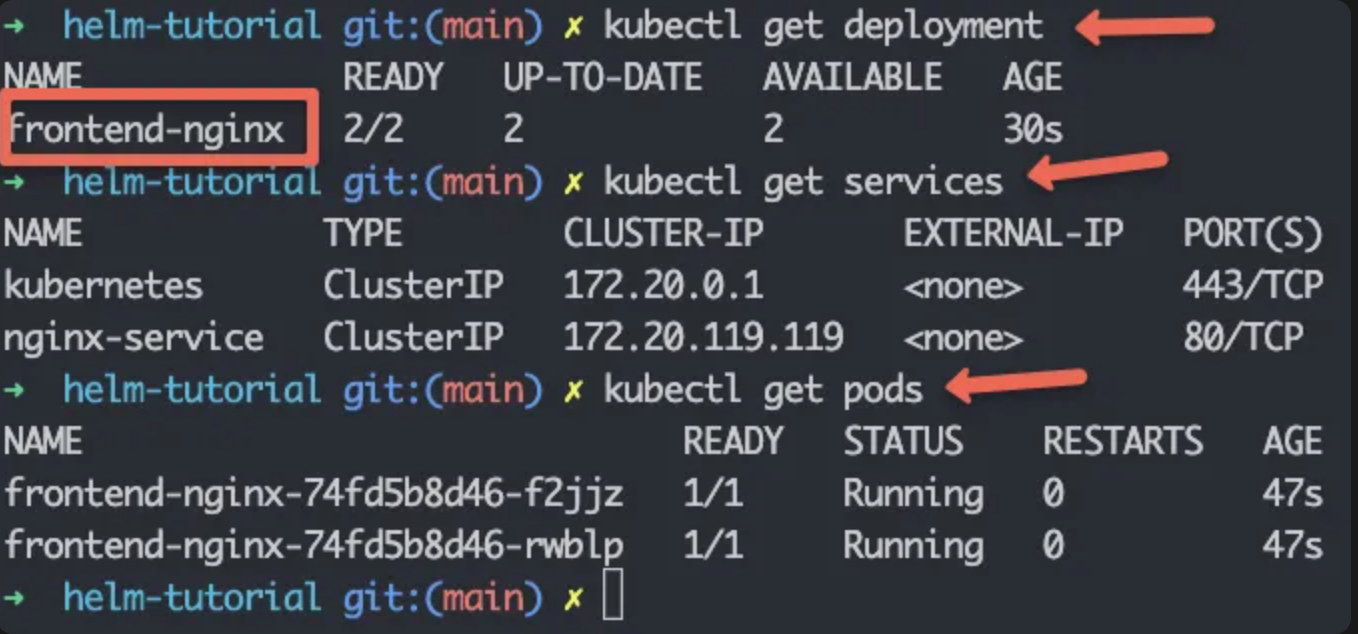 → helm-tutorial git:(main) ✗ kubectl get deployment
NAME READY UP-TO-DATE AVAILABLE AGE
frontend-nginx 2/2 2 2 30s
→ helm-tutorial git:(main) ✗ kubectl get services
NAME TYPE CLUSTER-IP EXTERNAL-IP PORT(S)
kubernetes ClusterIP 172.20.0.1 <none> 443/TCP
nginx-service ClusterIP 172.20.119.119 <none> 80/TCP
→ helm-tutorial git:(main) ✗ kubectl get pods
NAME READY STATUS RESTARTS AGE
frontend-nginx-74fd5b8d46-f2jjz 1/1 Running 0 47s
frontend-nginx-74fd5b8d46-rwblp 1/1 Running 0 47s
→ helm-tutorial git:(main) ✗